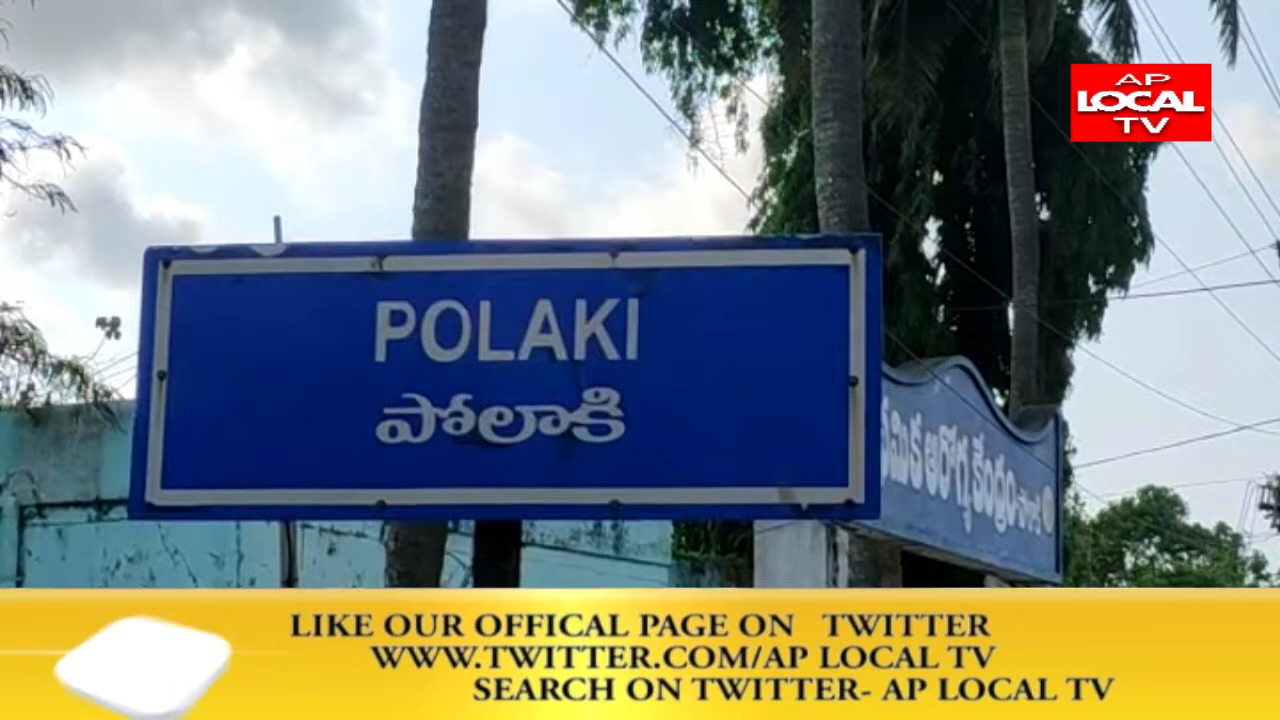 AP
LOCAL
TV
POLAKI
పోలాకి
ఆరోగ్య కేంద్రం
LIKE OUR OFFICAL PAGE ON TWITTER
WWW.TWITTER.COM/AP LOCAL TV
SEARCH ON TWITTER- AP LOCAL TV